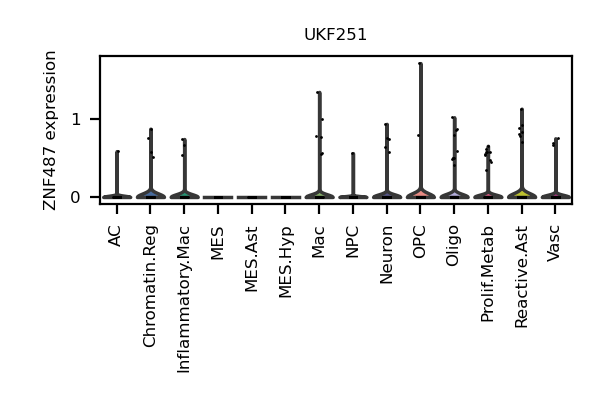 UKF251
ZNF487 expression
1
0
AC
Chromatin.Reg
Inflammatory.Mac
MES
MES.Ast
MES.Hyp
Mac
NPC
Neuron
OPC
Oligo
Prolif.Metab
Reactive.Ast
Vasc